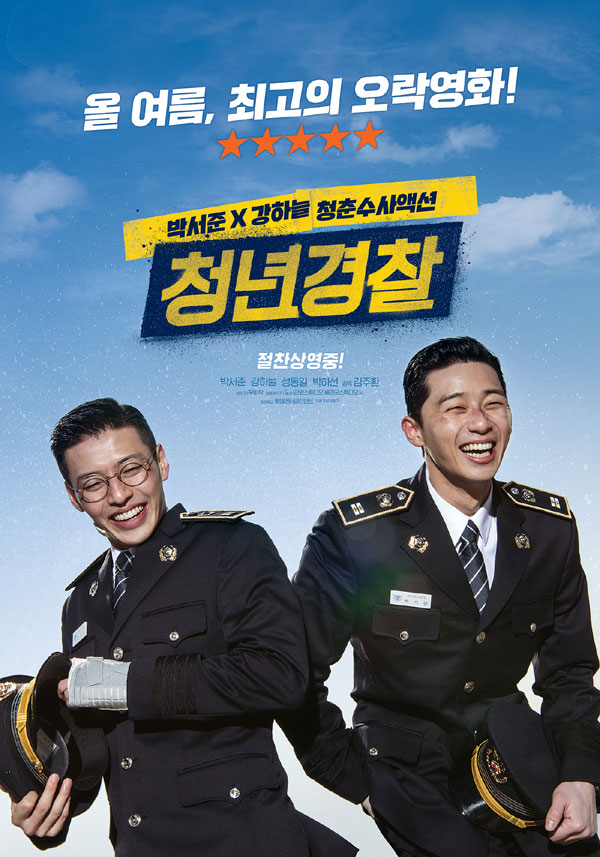 올 여름, 최고의 오락영화!
박서준 X 강하늘 청춘수사액션
청년경찰
절찬상영중!
박서준 강하늘 성동일 박하선 감독 김주환